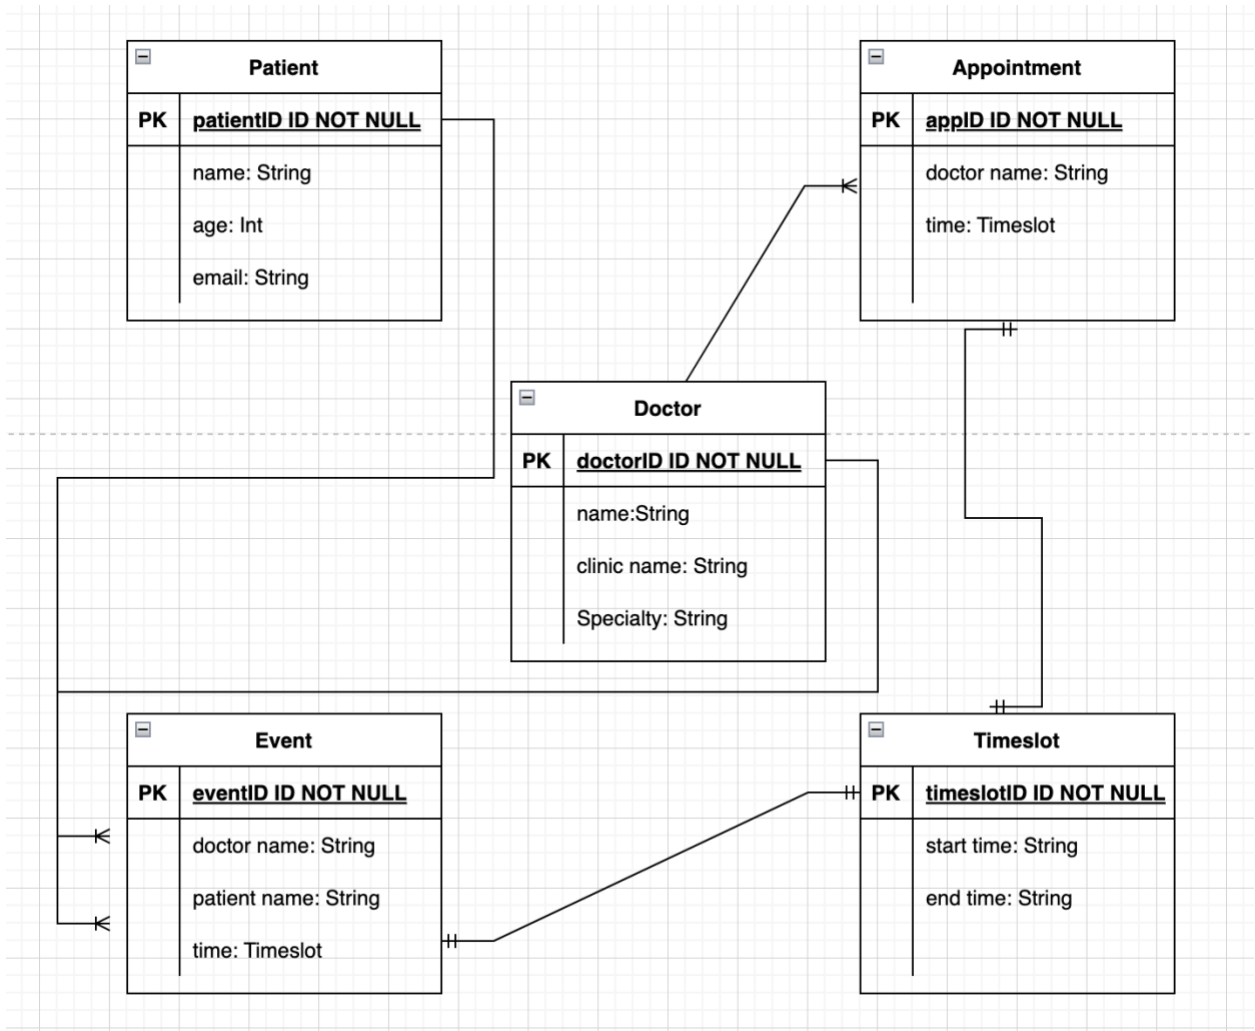 Patient
PK patientID ID NOT NULL
name: String
age: Int
email: String
Appointment
PK appID ID NOT NULL
doctor name: String
time: Timeslot
Doctor
PK doctorID ID NOT NULL
name:String
clinic name: String
Specialty: String
Event
PK eventID ID NOT NULL
doctor name: String
patient name: String
time: Timeslot
Timeslot
PK timeslotID ID NOT NULL
start time: String
end time: String